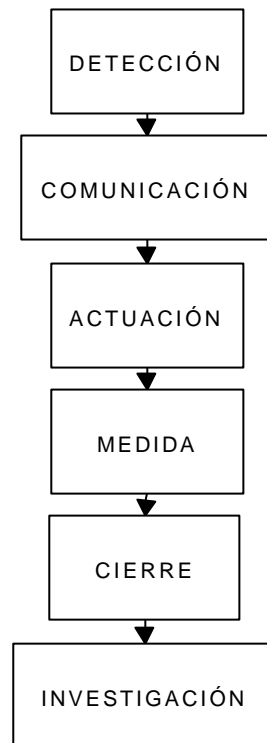 DETECCIÓN
COMUNICACIÓN
ACTUACIÓN
MEDIDA
CIERRE
INVESTIGACIÓN